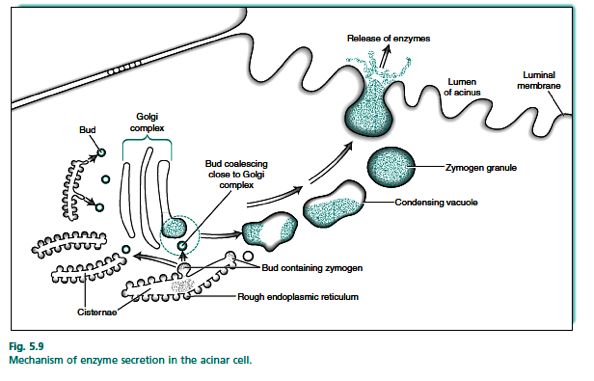 Release of enzymes
Lumen
of acinus
Luminal
membrane
Golgi
complex
Bud
Bud coalescing
close to Golgi
complex
Zymogen granule
Condensing vacuole
Bud containing zymogen
Rough endoplasmic reticulum
Cisternae
Fig. 5.9
Mechanism of enzyme secretion in the acinar cell.